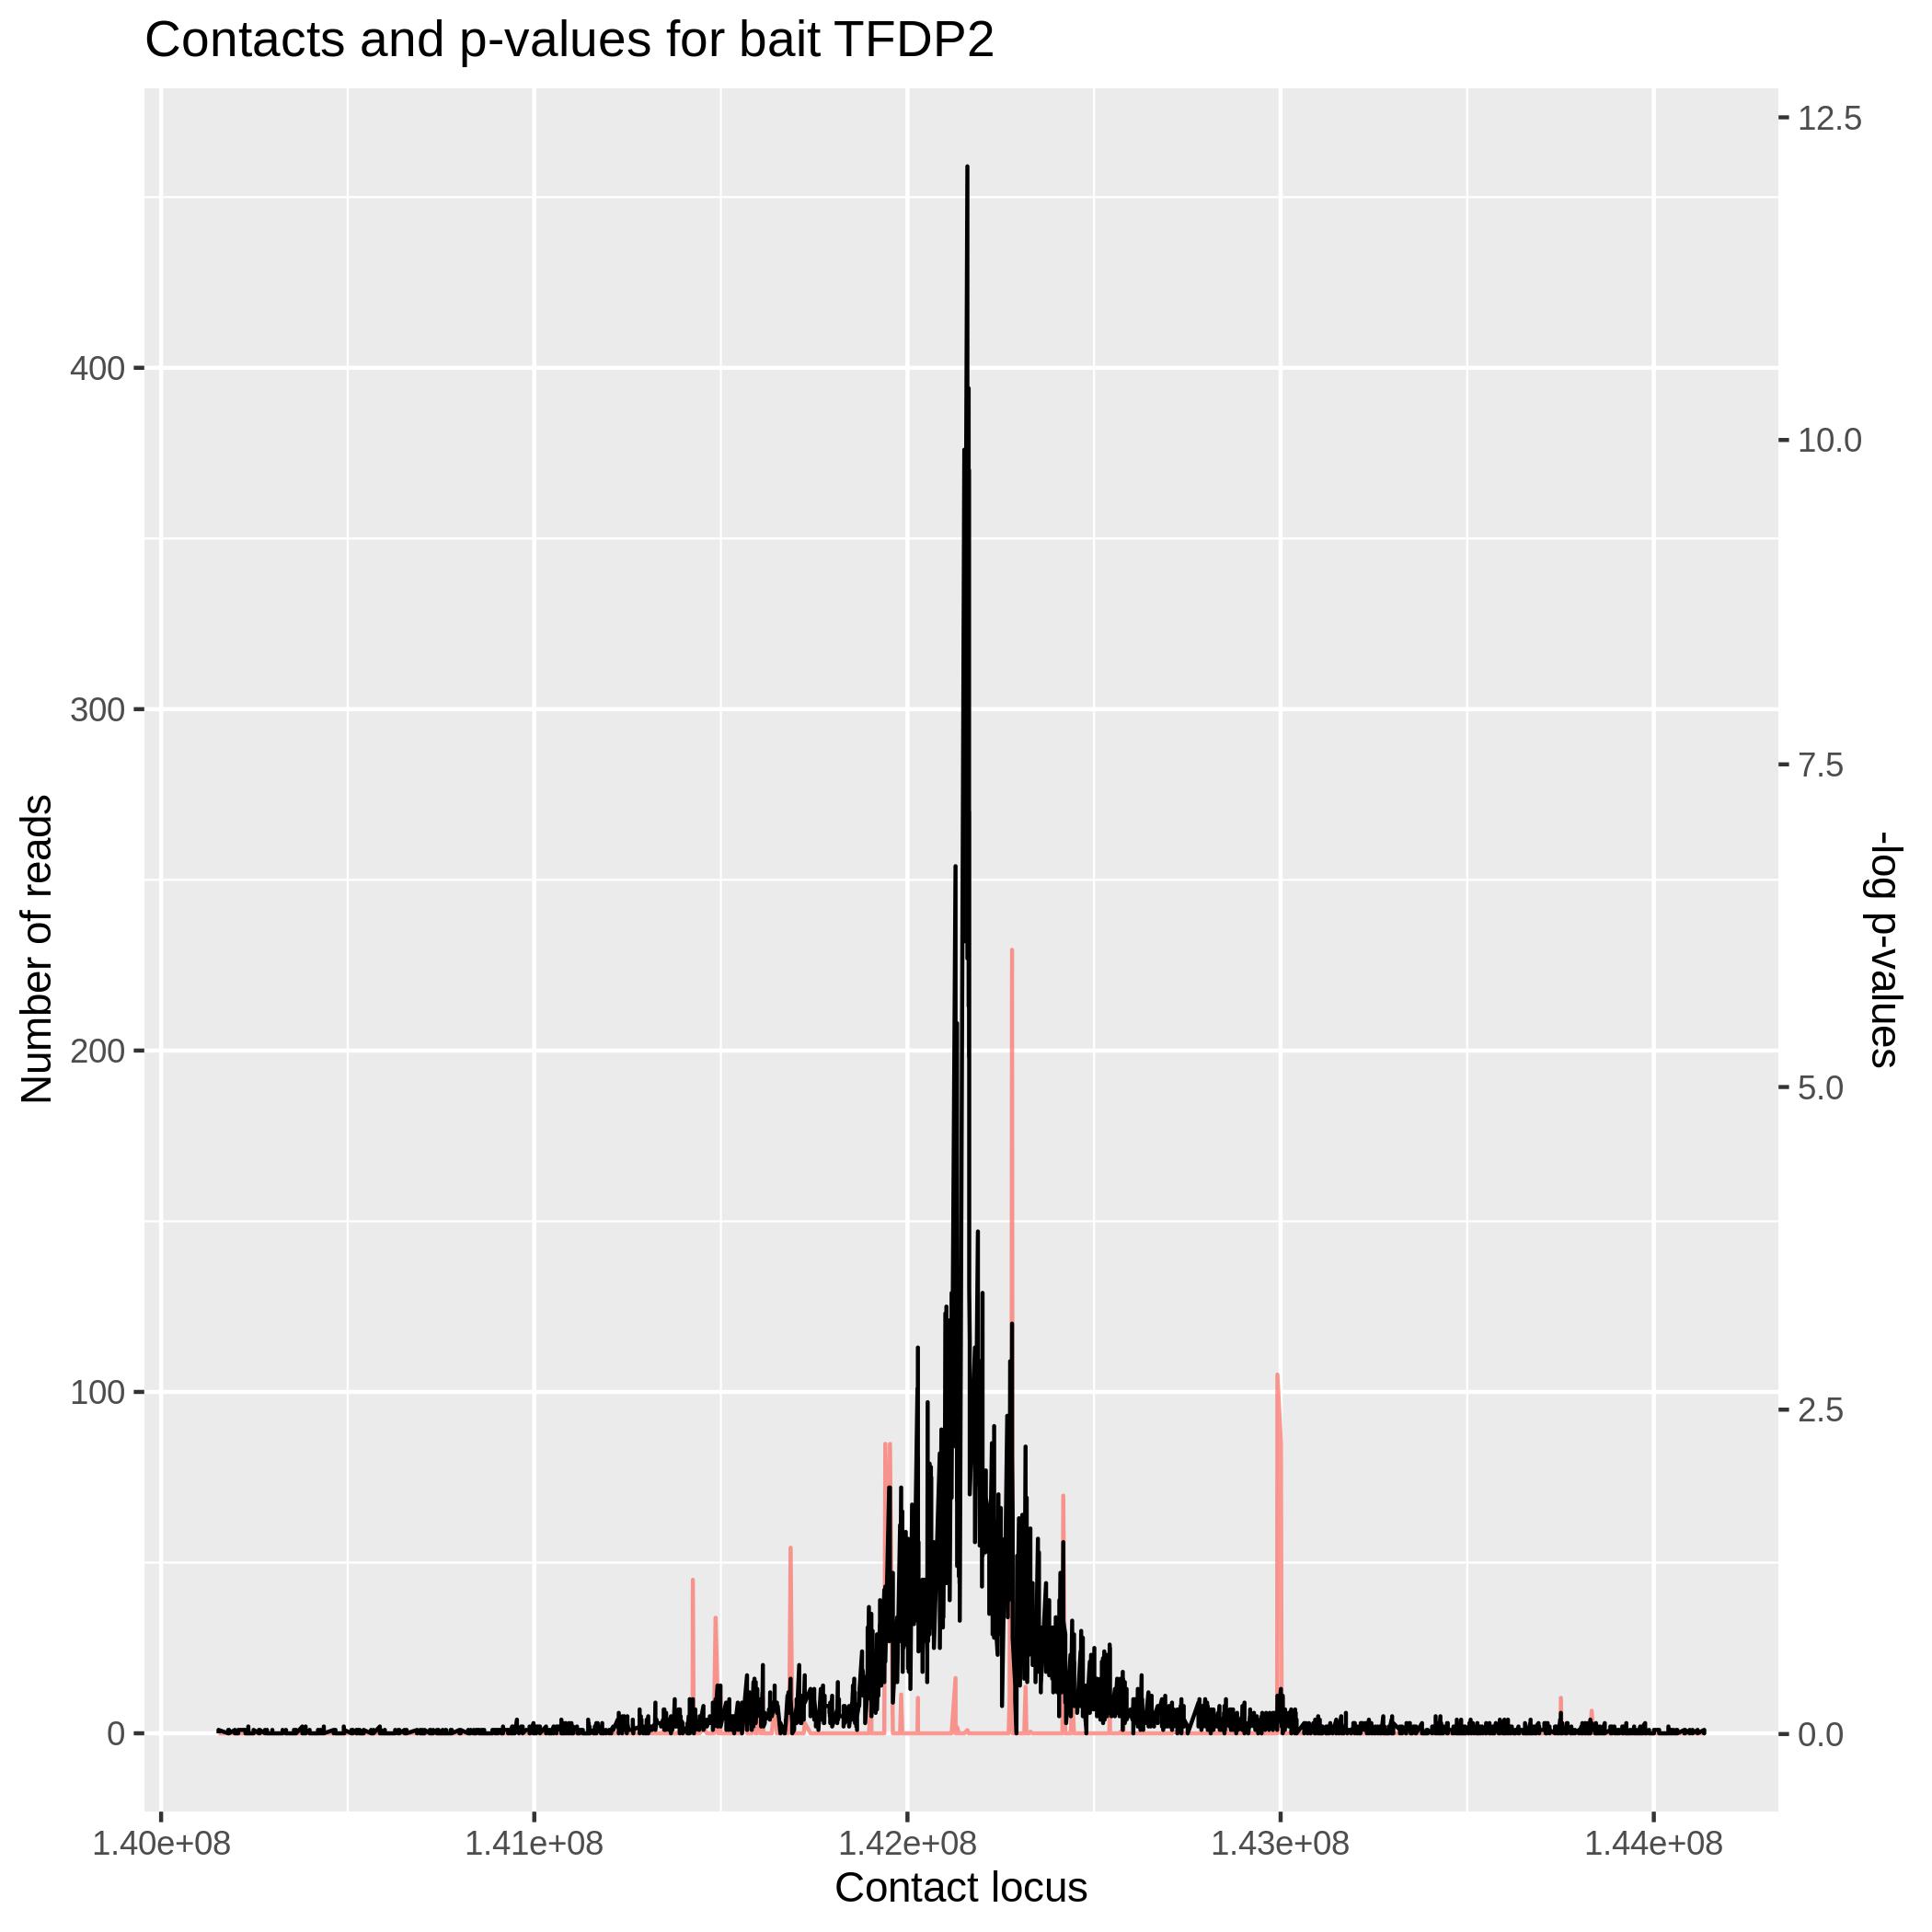 Contacts and p-values for bait TFDP2
12.5
10.0
7.5
5.0
2.5
0.0
400
300
200
100
0
Number of reads
-log p-values
1.40e+08
1.41e+08
1.42e+08
1.43e+08
1.44e+08
Contact locus